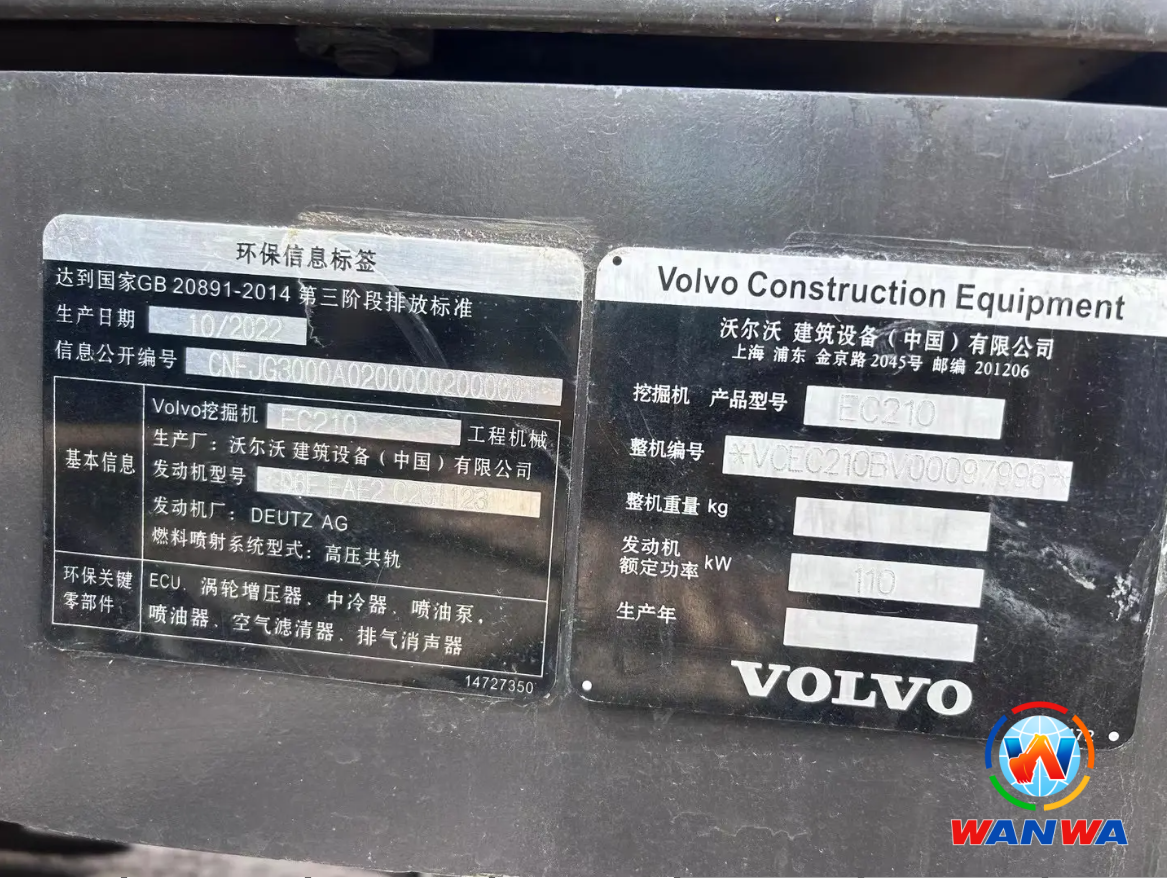 环保信息标签
达到国家GB 20891-2014 第三阶段排放标准
生产日期 10/2022
信息公开编号
Volvo挖掘机 EC210 工程机械
生产厂：沃尔沃 建筑设备（中国）有限公司
基本信息
发动机型号
发动机厂：DEUTZ AG
燃料喷射系统型式：高压共轨
环保关键
零部件
ECU、涡轮增压器、中冷器、喷油泵，
喷油器、空气滤清器、排气消声器
14727350
Volvo Construction Equipment
沃尔沃 建筑设备（中国）有限公司
上海 浦东 金京路 2045号 邮编 201206
挖掘机 产品型号 EC210
整机编号 *VCEC210BV00097996*
整机重量 kg
发动机
额定功率 kW 110
生产年
VOLVO
WANWA